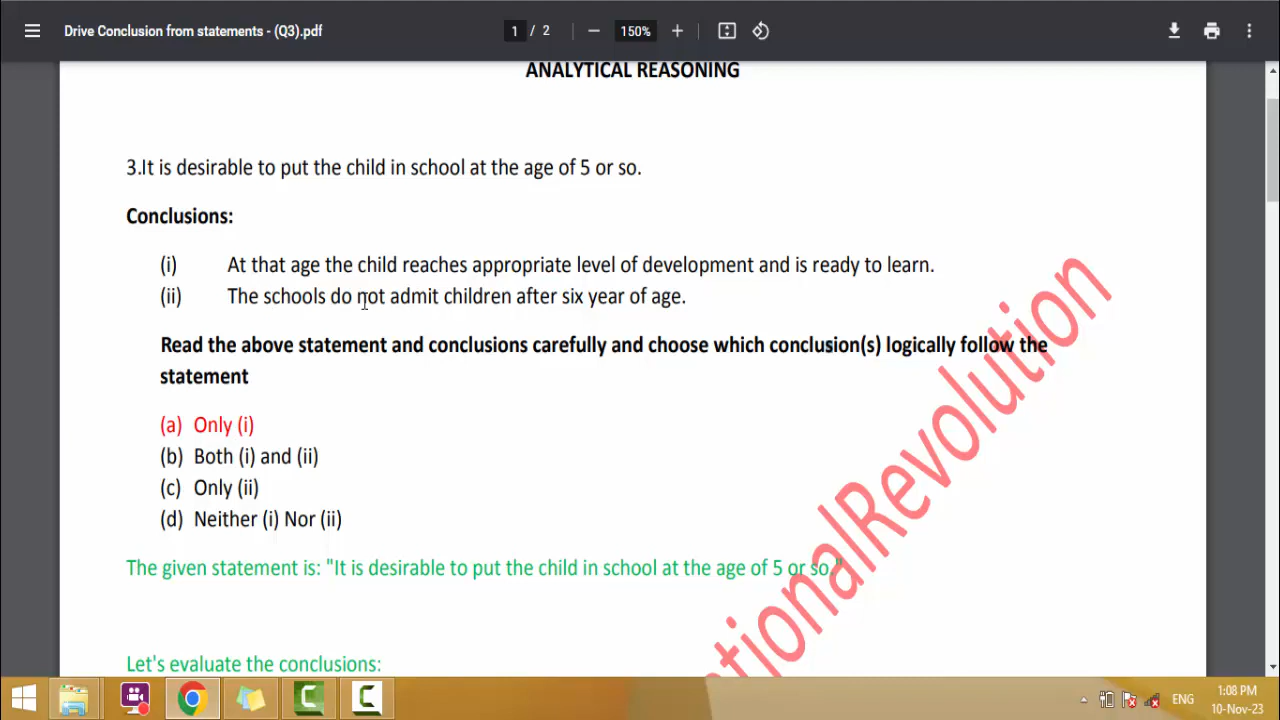 Drive Conclusion from statements - (Q3).pdf
1 / 2
150%
ANALYTICAL REASONING
3.It is desirable to put the child in school at the age of 5 or so.
Conclusions:
(i) At that age the child reaches appropriate level of development and is ready to learn.
(ii) The schools do not admit children after six year of age.
Read the above statement and conclusions carefully and choose which conclusion(s) logically follow the
statement
(a) Only (i)
(b) Both (i) and (ii)
(c) Only (ii)
(d) Neither (i) Nor (ii)
The given statement is: "It is desirable to put the child in school at the age of 5 or so."
Let's evaluate the conclusions:
tionalRevolution
ENG
1:08 PM
10-Nov-23